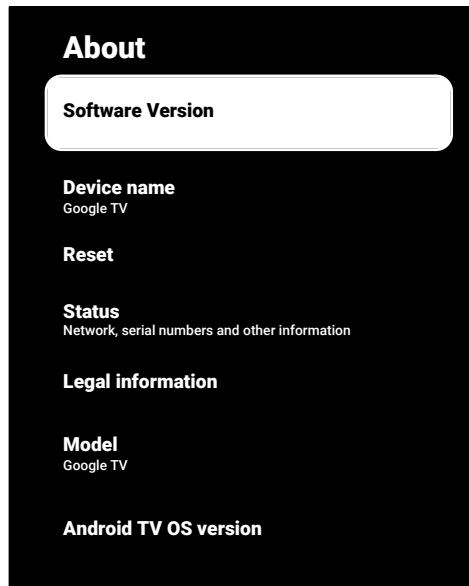 About
Software Version
Device name
Google TV
Reset
Status
Network, serial numbers and other information
Legal information
Model
Google TV
Android TV OS version